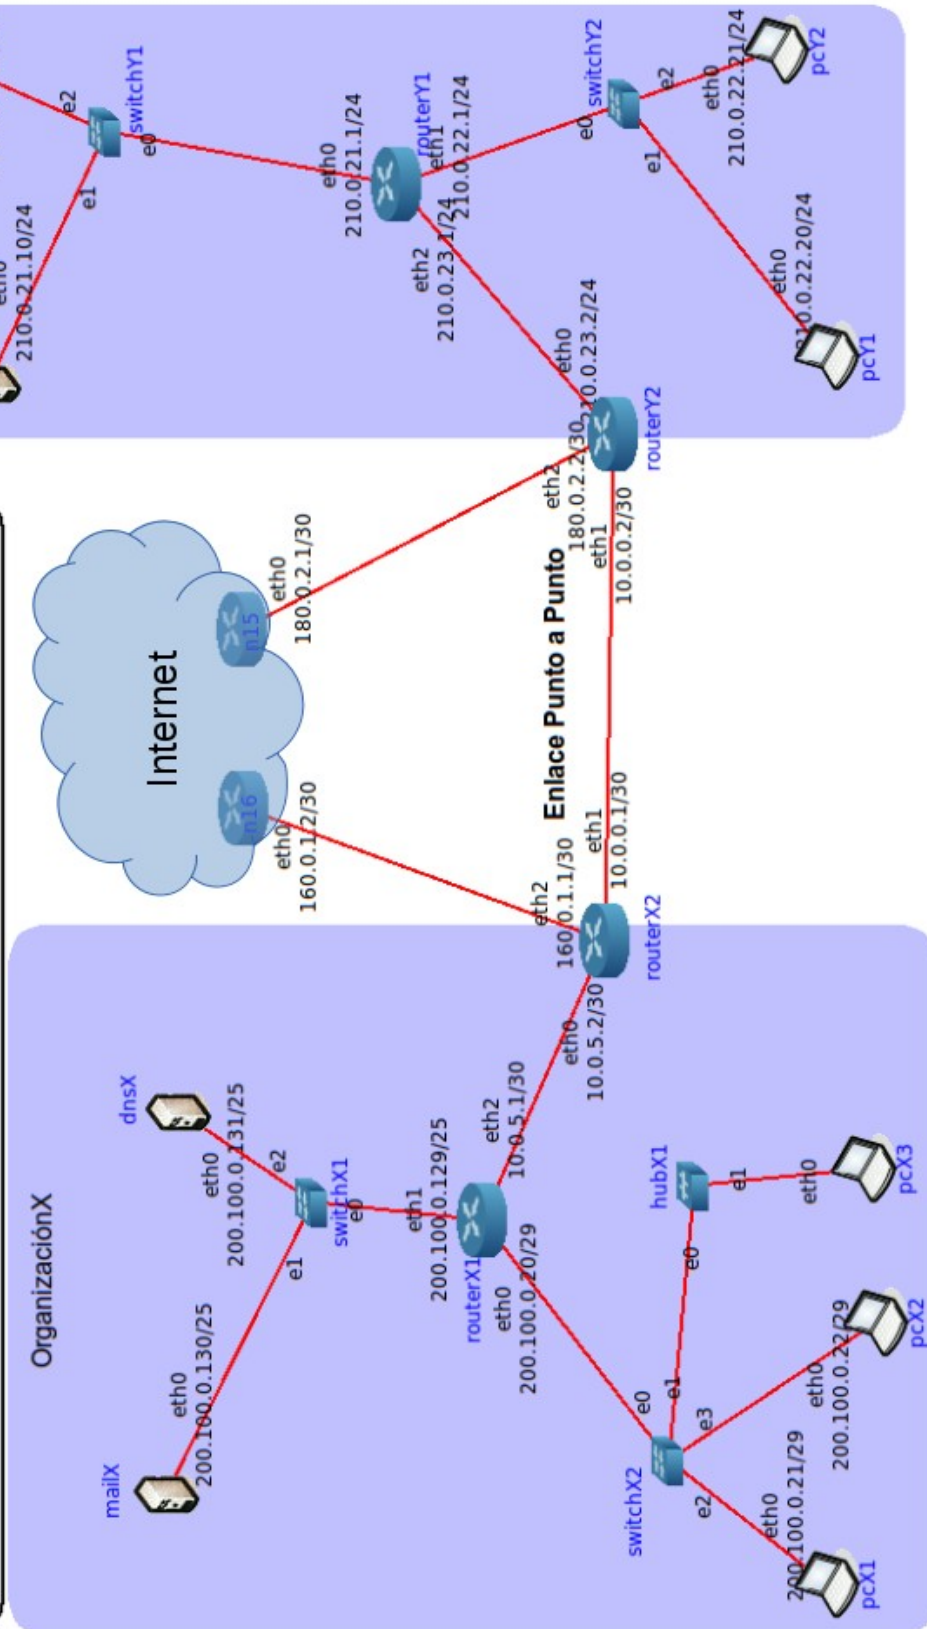 OrganizaciónX
mailX
eth0
200.100.0.130/25
e1
dnsX
eth0
200.100.0.131/25
e2
switchX1
e0
eth1
200.100.0.129/25
routerX1
eth0
200.100.0.20/29
eth2
10.0.5.1/30
eth0
10.0.5.2/30
switchX2
e0
e1
e3
e2
hubX1
e0
e1
eth0
pcX3
eth0
200.100.0.22/29
pcX2
eth0
200.100.0.21/29
pcX1
routerX2
eth2
160.0.1.1/30
eth1
10.0.0.1/30
Internet
n16
eth0
160.0.1.2/30
n15
eth0
180.0.2.1/30
Enlace Punto a Punto
eth2
180.0.2.2/30
eth1
10.0.0.2/30
routerY2
eth0
210.0.23.2/24
eth2
210.0.23.1/24
routerY1
eth0
210.0.21.1/24
eth1
210.0.22.1/24
switchY1
e0
e1
e2
eth0
210.0.21.10/24
switchY2
e0
e1
e2
eth0
210.0.22.21/24
pcY2
eth0
210.0.22.20/24
pcY1